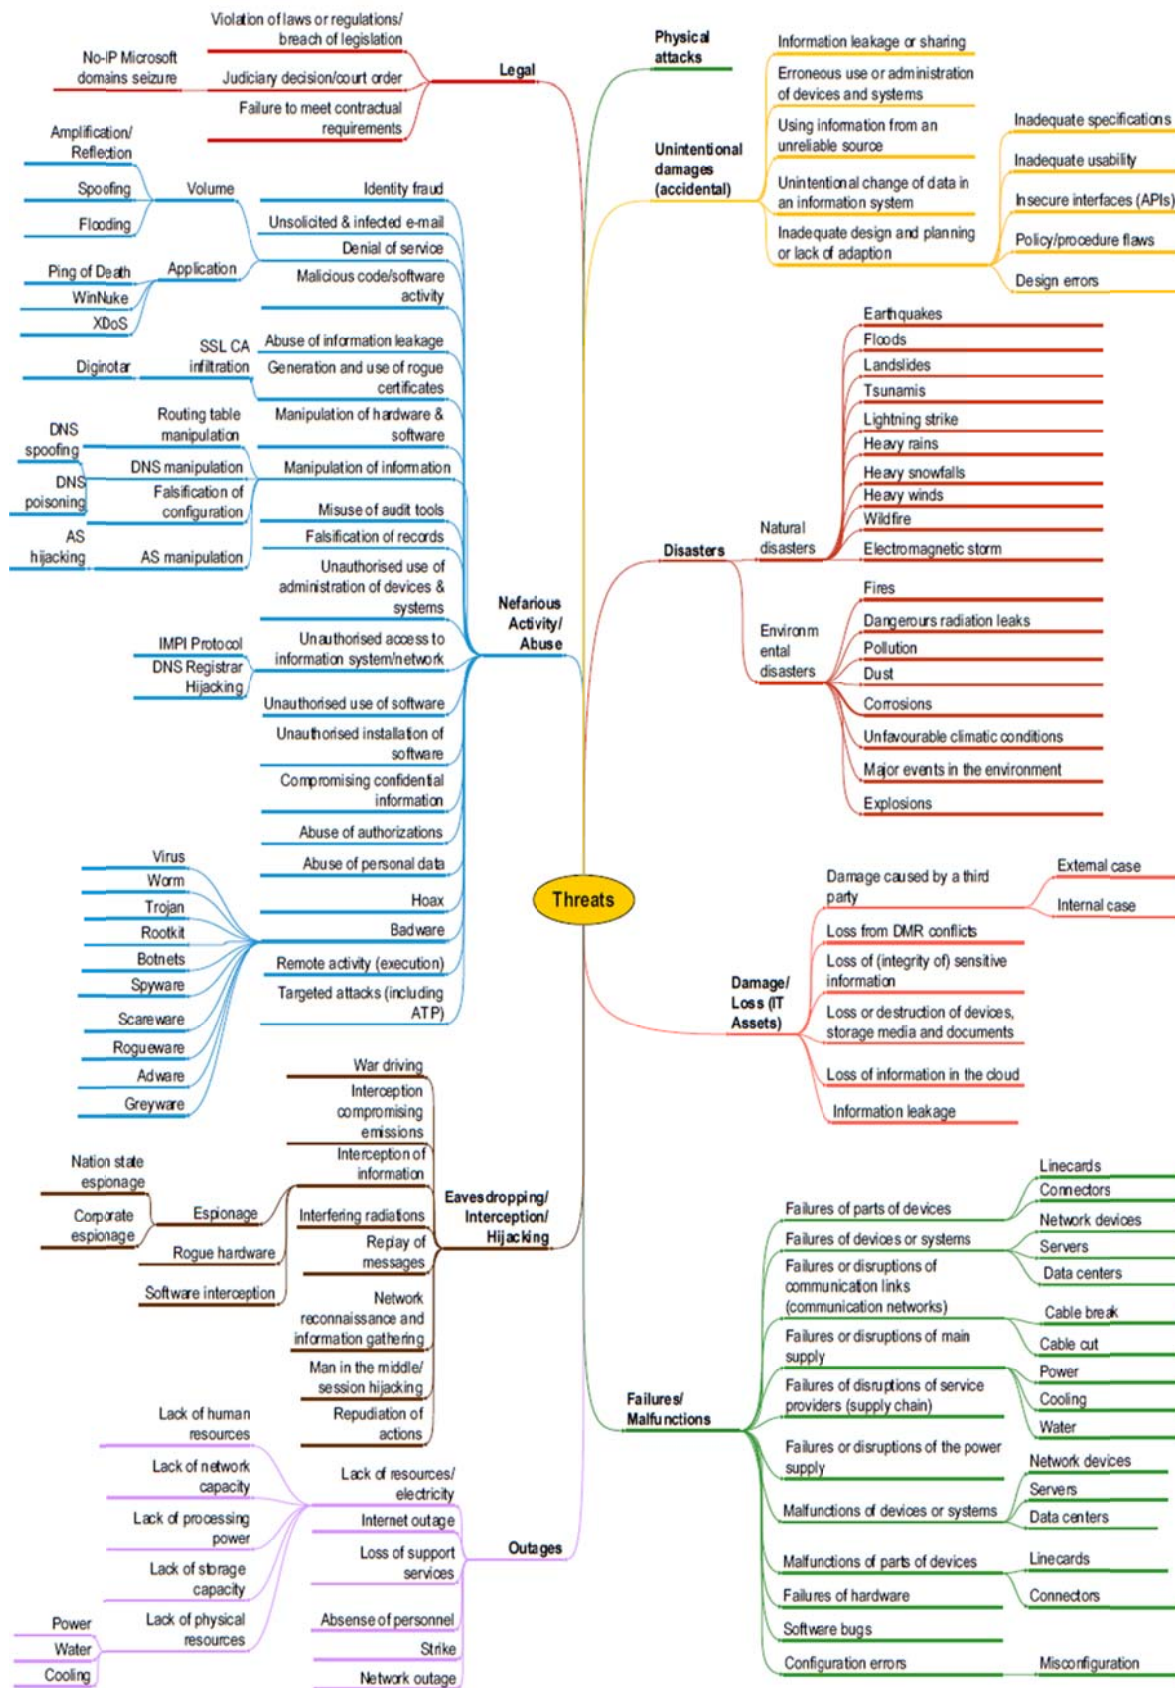 Violation of laws or regulations/
breach of legislation
No-IP Microsoft
domains seizure
Judiciary decision/court order
Legal
Failure to meet contractual
requirements
Amplification/
Reflection
Spoofing
Volume
Flooding
Ping of Death
Application
WinNuke
XDoS
Identity fraud
Unsolicited & infected e-mail
Denial of service
Malicious code/software
activity
Abuse of information leakage
Diginotar
SSL CA
infiltration
Generation and use of rogue
certificates
Manipulation of hardware &
software
DNS
spoofing
Routing table
manipulation
DNS manipulation
Manipulation of information
DNS
poisoning
Falsification of
configuration
AS
hijacking
AS manipulation
Misuse of audit tools
Falsification of records
Unauthorised use of
administration of devices &
systems
Nefarious
Activity/
Abuse
IMPI Protocol
DNS Registrar
Hijacking
Unauthorised access to
information system/network
Unauthorised use of software
Unauthorised installation of
software
Compromising confidential
information
Abuse of authorizations
Abuse of personal data
Hoax
Badware
Virus
Worm
Trojan
Rootkit
Botnets
Spyware
Scareware
Rogueware
Adware
Greyware
Remote activity (execution)
Targeted attacks (including
ATP)
War driving
Interception
compromising
emissions
Interception of
information
Nation state
espionage
Corporate
espionage
Espionage
Rogue hardware
Software interception
Eavesdropping/
Interception/
Hijacking
Interfering radiations
Replay of
messages
Network
reconnaissance and
information gathering
Man in the middle/
session hijacking
Repudiation of
actions
Lack of human
resources
Lack of network
capacity
Lack of processing
power
Lack of storage
capacity
Lack of physical
resources
Power
Water
Cooling
Lack of resources/
electricity
Internet outage
Loss of support
services
Outages
Absence of personnel
Strike
Network outage
Threats
Physical
attacks
Unintentional
damages
(accidental)
Information leakage or sharing
Erroneous use or administration
of devices and systems
Using information from an
unreliable source
Unintentional change of data in
an information system
Inadequate design and planning
or lack of adaption
Inadequate specifications
Inadequate usability
Insecure interfaces (APIs)
Policy/procedure flaws
Design errors
Disasters
Natural
disasters
Earthquakes
Floods
Landslides
Tsunamis
Lightning strike
Heavy rains
Heavy snowfalls
Heavy winds
Wildfire
Electromagnetic storm
Environm
ental
disasters
Fires
Dangerours radiation leaks
Pollution
Dust
Corrosions
Unfavourable climatic conditions
Major events in the environment
Explosions
Damage/
Loss (IT
Assets)
Damage caused by a third
party
External case
Internal case
Loss from DMR conflicts
Loss of (integrity of) sensitive
information
Loss or destruction of devices,
storage media and documents
Loss of information in the cloud
Information leakage
Failures/
Malfunctions
Failures of parts of devices
Linecards
Connectors
Failures of devices or systems
Network devices
Servers
Data centers
Failures or disruptions of
communication links
(communication networks)
Cable break
Cable cut
Failures or disruptions of main
supply
Power
Cooling
Water
Failures of disruptions of service
providers (supply chain)
Failures or disruptions of the power
supply
Malfunctions of devices or systems
Network devices
Servers
Data centers
Malfunctions of parts of devices
Linecards
Connectors
Failures of hardware
Software bugs
Configuration errors
Misconfiguration